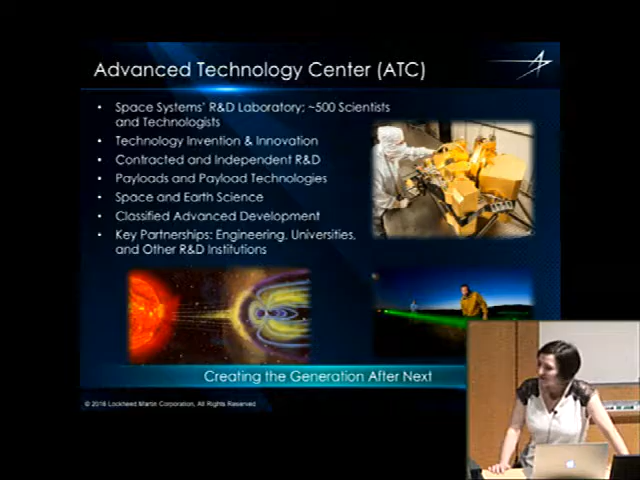 Advanced Technology Center (ATC)
• Space Systems' R&D Laboratory; ~500 Scientists
and Technologists
• Technology Invention & Innovation
• Contracted and Independent R&D
• Payloads and Payload Technologies
• Space and Earth Science
• Classified Advanced Development
• Key Partnerships: Engineering, Universities,
and Other R&D Institutions
Creating the Generation After Next
© 2016 Lockheed Martin Corporation, All Rights Reserved